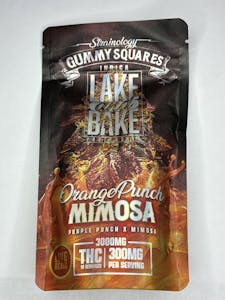 Strainology
GUMMY SQUARES
INDICA
LAKE
BAKE
Orange Punch
MIMOSA
PURPLE PUNCH X MIMOSA
3000MG
THC
300MG
PER SERVING